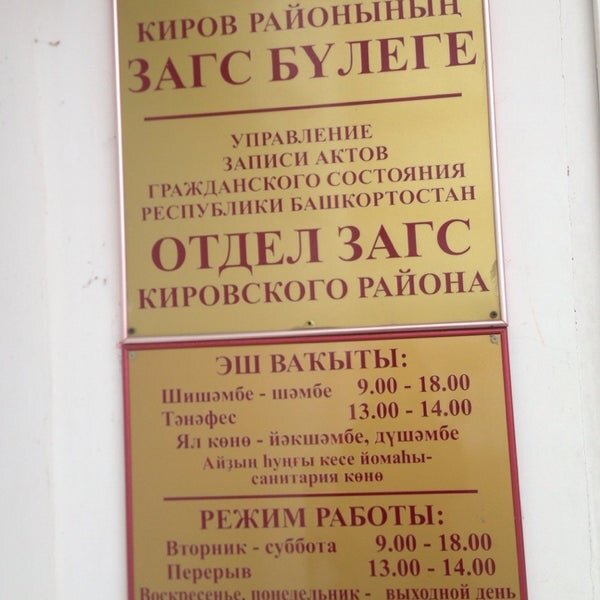 КИРОВ РАЙОНЫНЫҢ
ЗАГС БҮЛЕГЕ
УПРАВЛЕНИЕ
ЗАПИСИ АКТОВ
ГРАЖДАНСКОГО СОСТОЯНИЯ
РЕСПУБЛИКИ БАШКОРТОСТАН
ОТДЕЛ ЗАГС
КИРОВСКОГО РАЙОНА
ЭШ ВАҠЫТЫ:
Шишәмбе - шәмбе 9.00 - 18.00
Тәнәфес 13.00 - 14.00
Ял көнө - йәкшәмбе, дүшәмбе
Айҙың һуңғы кесе йомаһы-
санитария көнө
РЕЖИМ РАБОТЫ:
Вторник - суббота 9.00 - 18.00
Перерыв 13.00 - 14.00
Воскресенье, понедельник - выходной день